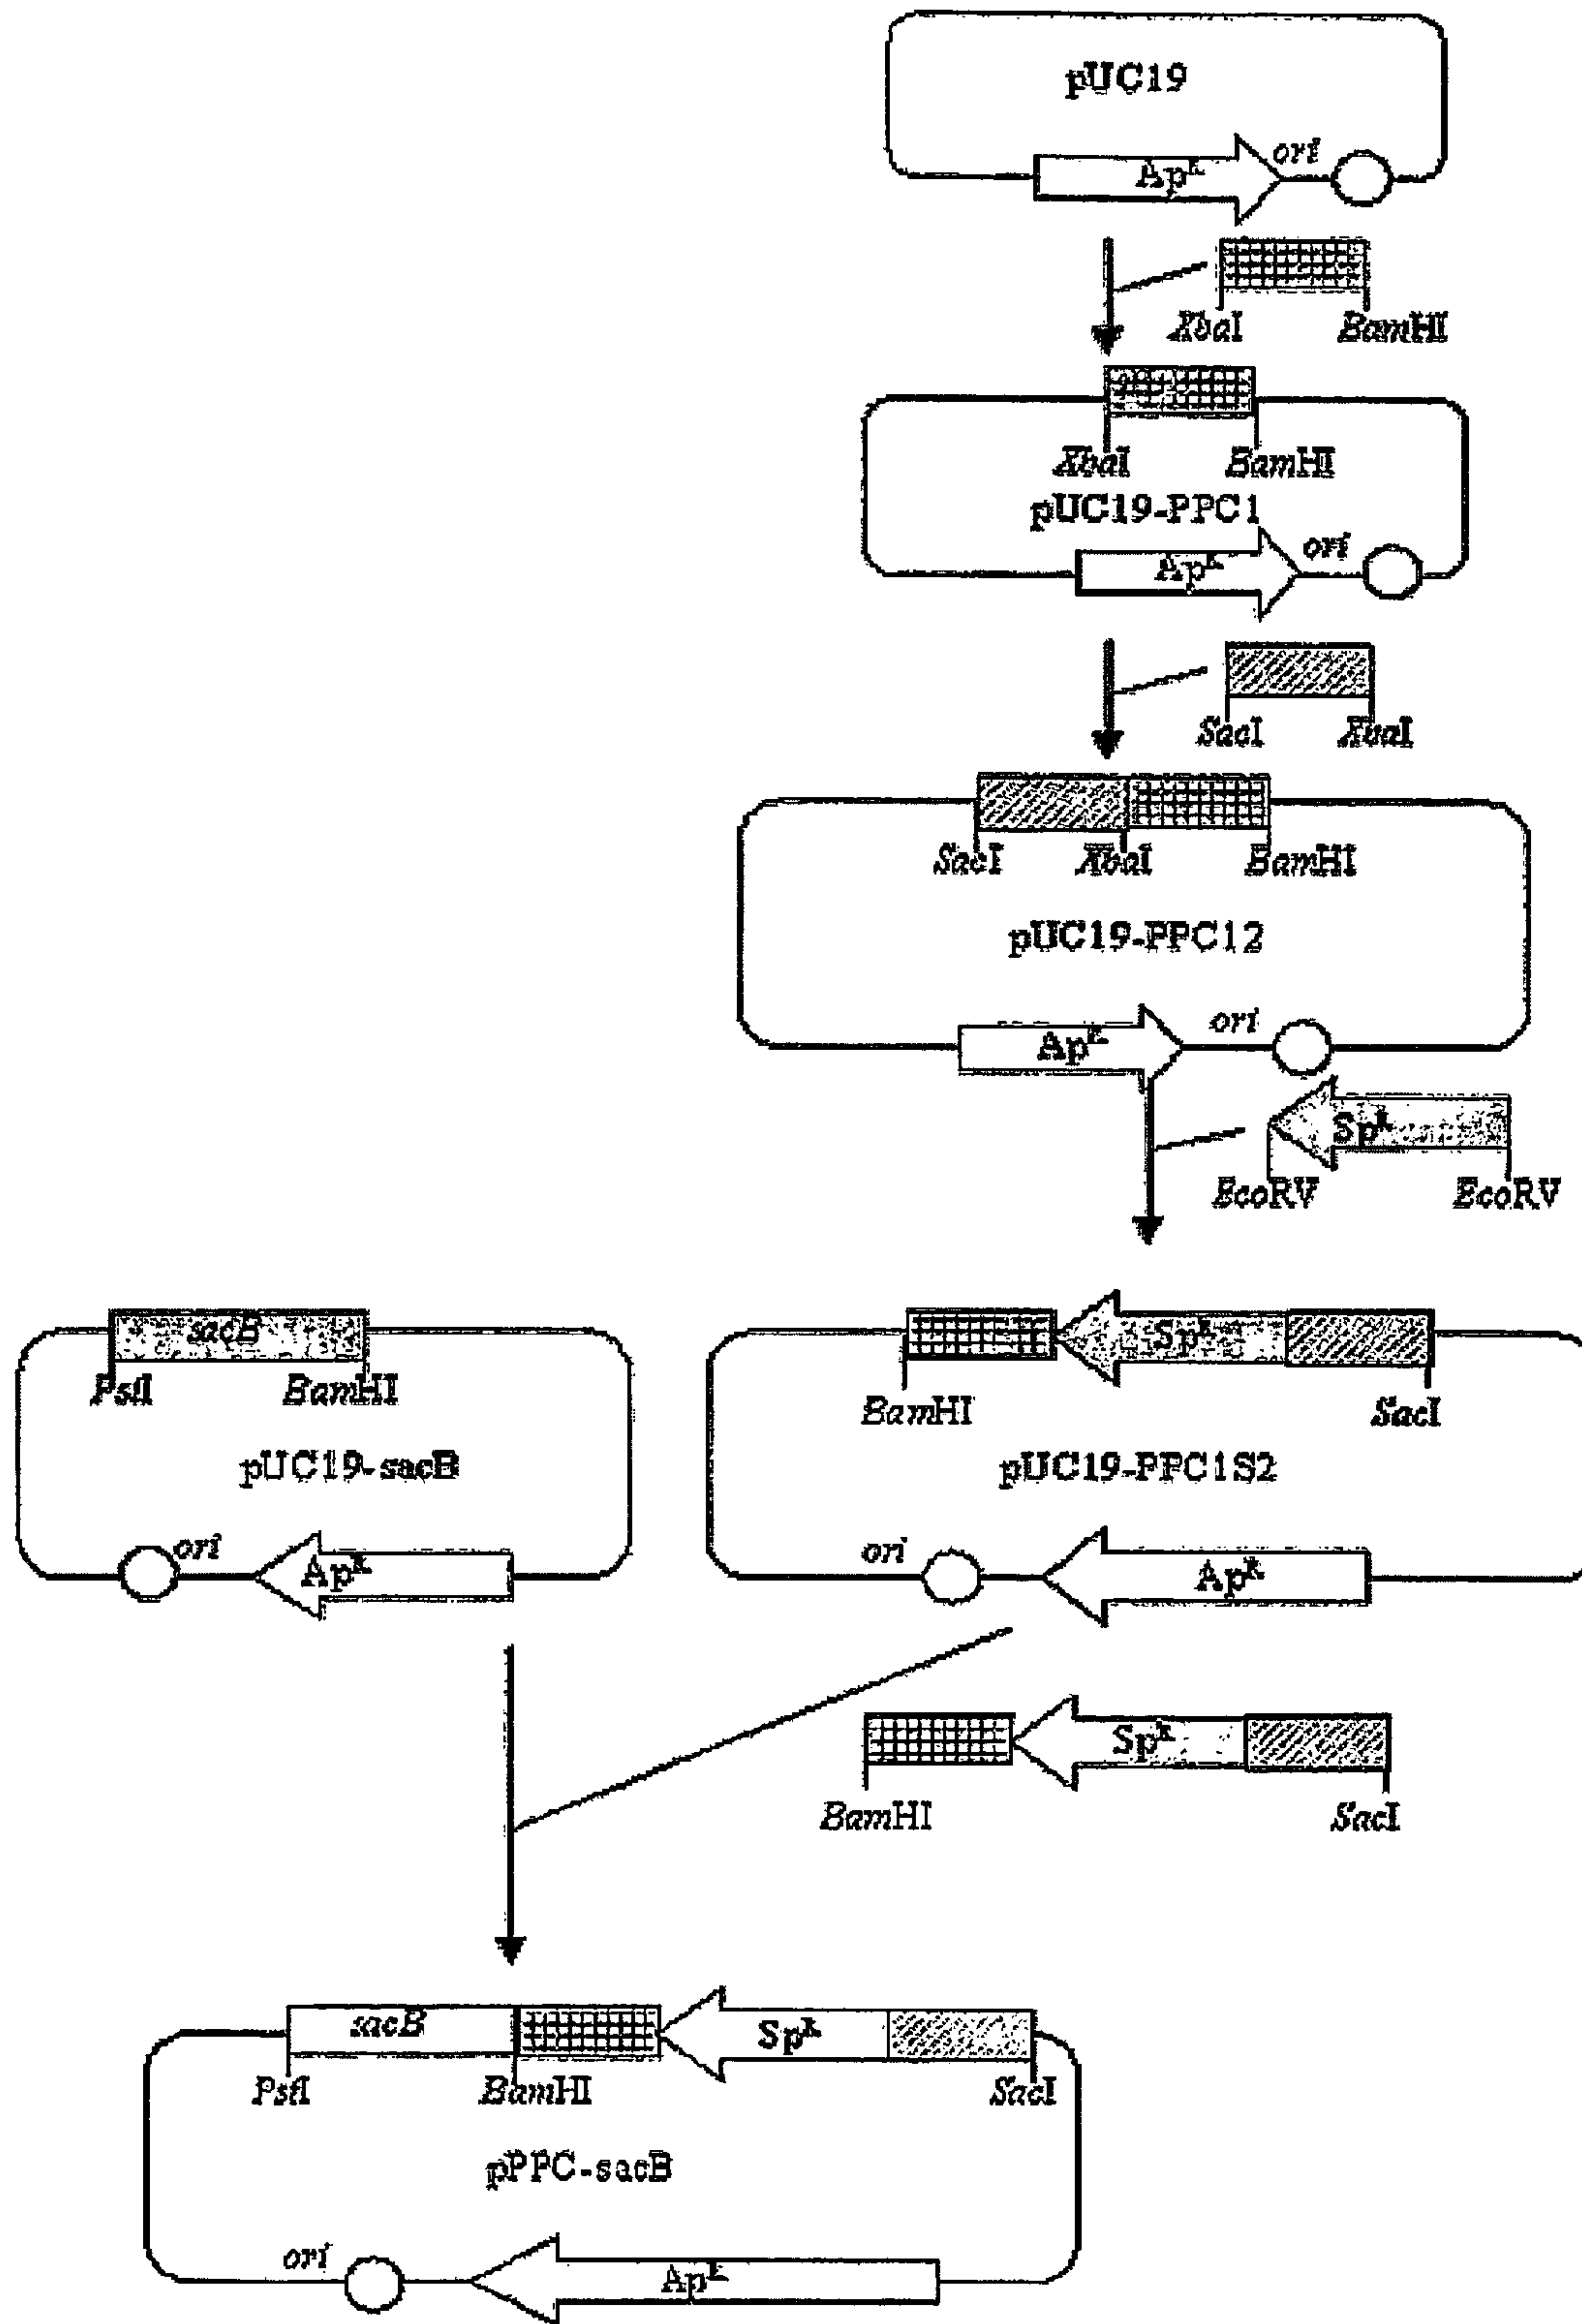 pUC19
Ap^R ori
XbaI BamHI
XbaI BamHI
pUC19-PPC1
Ap^R ori
SacI XbaI
SacI XbaI BamHI
pUC19-PPC12
Ap^R ori
Sp^R
EcoRV EcoRV
sacB Sp^R
PstI BamHI BamHI SacI
pUC19-sacB pUC19-PPC1S2
ori Ap^R ori Ap^R
Sp^R
BamHI SacI
sacB Sp^R
PstI BamHI SacI
pPPC-sacB
ori Ap^R